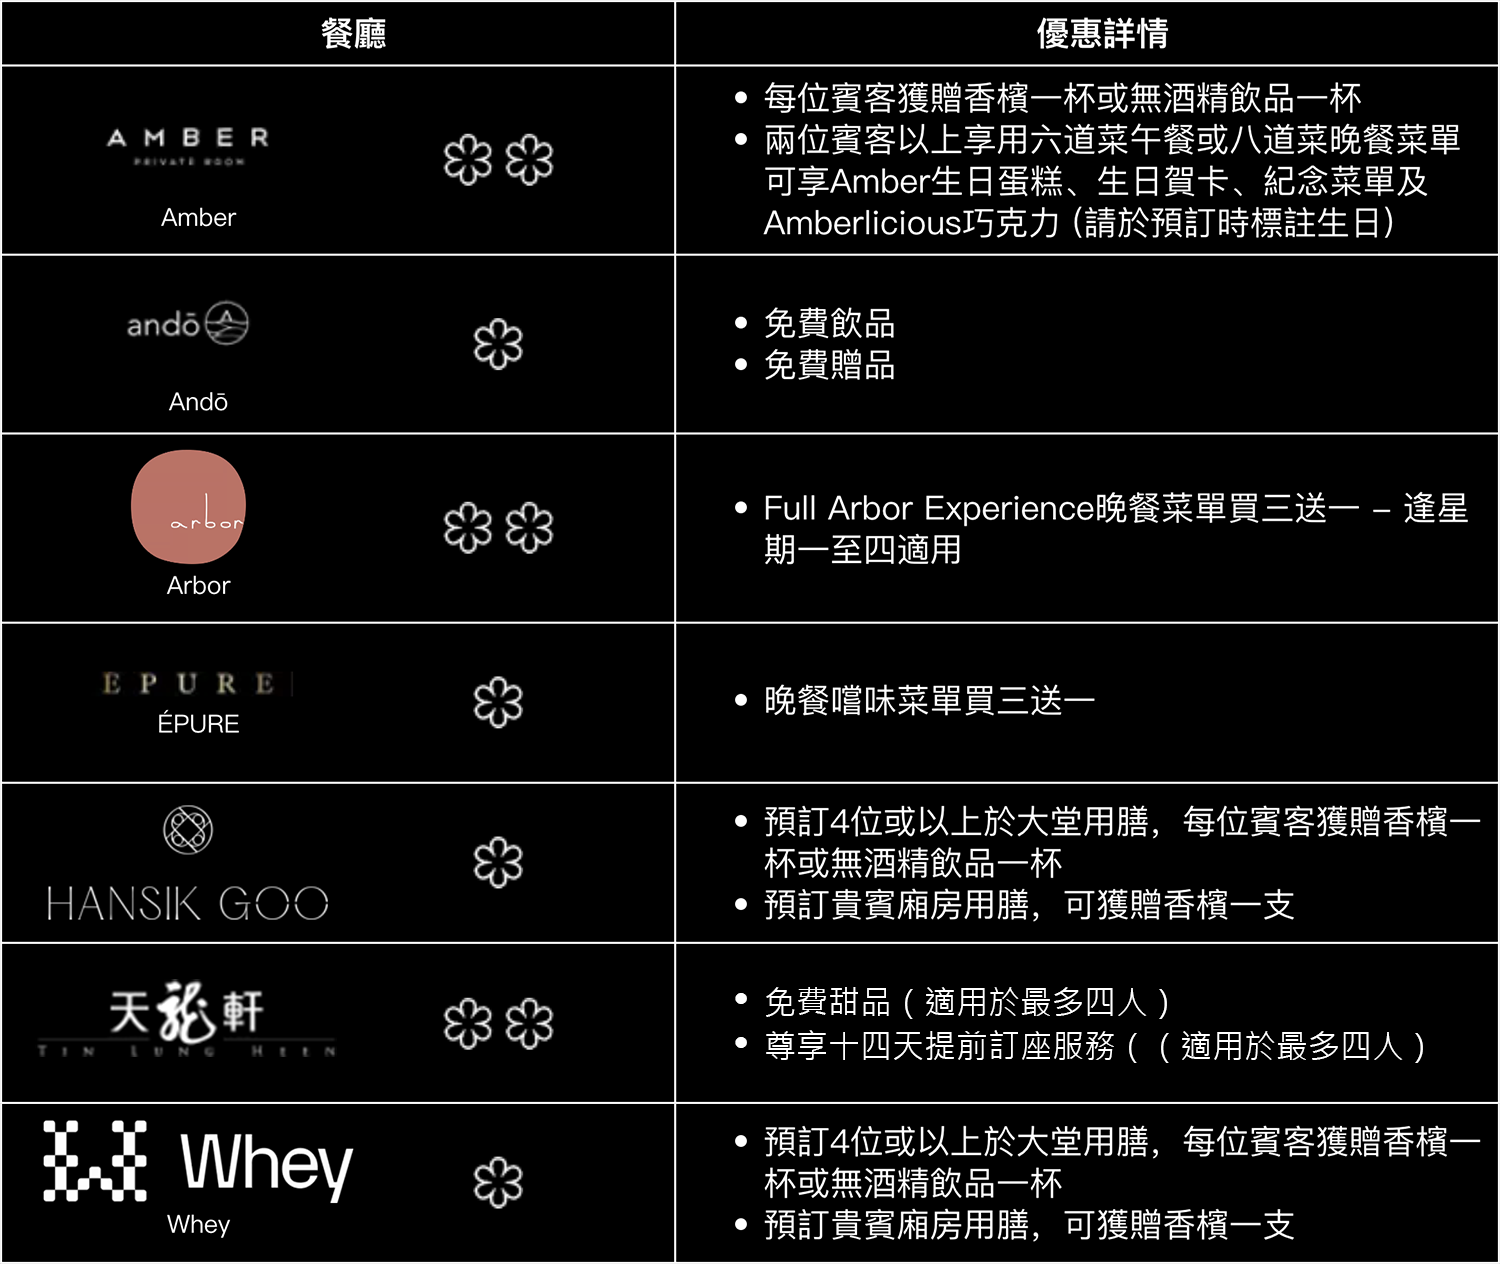 餐廳
優惠詳情
AMBER
PRIVATE ROOM
Amber
• 每位賓客獲贈香檳一杯或無酒精飲品一杯
• 兩位賓客以上享用六道菜午餐或八道菜晚餐菜單
可享Amber生日蛋糕、生日賀卡、紀念菜單及
Amberlicious巧克力 (請於預訂時標註生日)
andō
Andō
• 免費飲品
• 免費贈品
arbor
Arbor
• Full Arbor Experience晚餐菜單買三送一 – 逢星
期一至四適用
EPURE
ÉPURE
• 晚餐嚐味菜單買三送一
HANSIK GOO
• 預訂4位或以上於大堂用膳，每位賓客獲贈香檳一
杯或無酒精飲品一杯
• 預訂貴賓廂房用膳，可獲贈香檳一支
天龍軒
TIN LUNG HEEN
• 免費甜品 ( 適用於最多四人 )
• 尊享十四天提前訂座服務 ( ( 適用於最多四人 )
Whey
Whey
• 預訂4位或以上於大堂用膳，每位賓客獲贈香檳一
杯或無酒精飲品一杯
• 預訂貴賓廂房用膳，可獲贈香檳一支